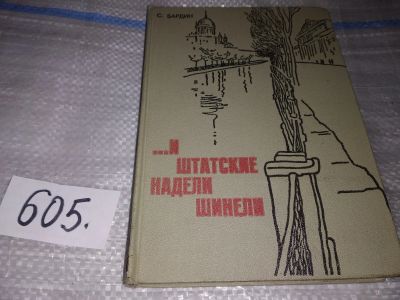 С. БАРДИН
...И
ШТАТСКИЕ
НАДЕЛИ
ШИНЕЛИ
605.